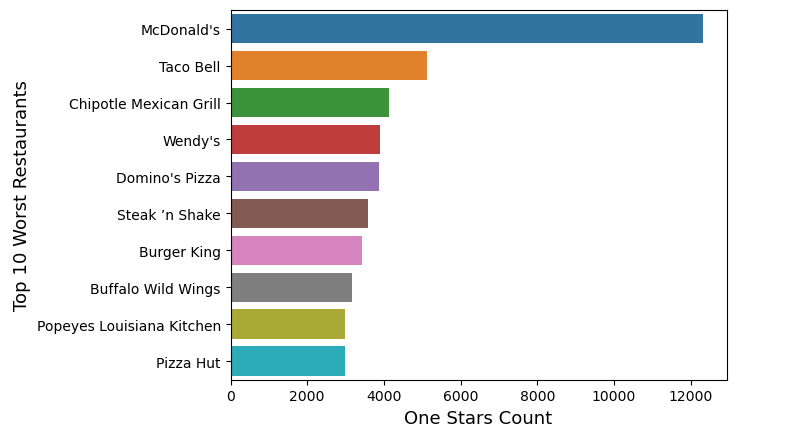 McDonald's
Taco Bell
Chipotle Mexican Grill
Wendy's
Domino's Pizza
Steak ’n Shake
Burger King
Buffalo Wild Wings
Popeyes Louisiana Kitchen
Pizza Hut
Top 10 Worst Restaurants
0 2000 4000 6000 8000 10000 12000
One Stars Count